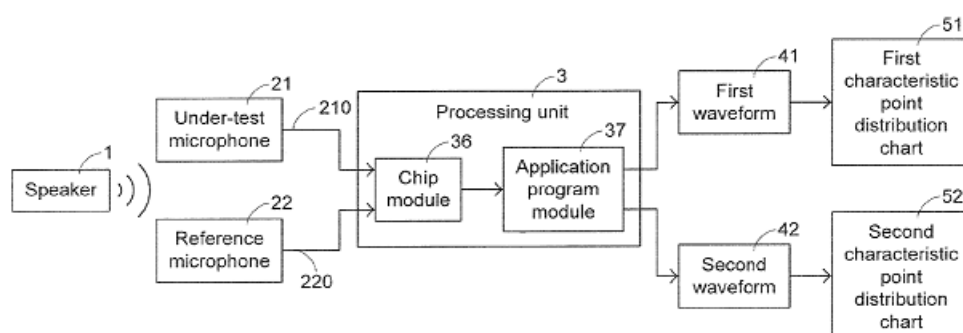 1
Speaker
21
Under-test
microphone
210
22
Reference
microphone
220
3
Processing unit
36
Chip
module
37
Application
program
module
41
First
waveform
42
Second
waveform
51
First
characteristic
point
distribution
chart
52
Second
characteristic
point
distribution
chart